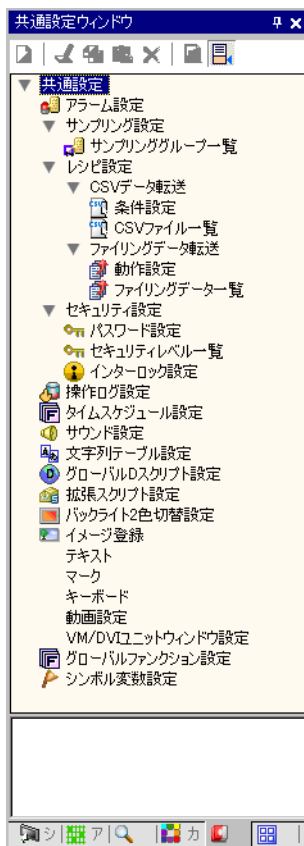 共通設定ウィンドウ
共通設定
アラーム設定
サンプリング設定
サンプリンググループ一覧
レシピ設定
CSVデータ転送
条件設定
CSVファイル一覧
ファイリングデータ転送
動作設定
ファイリングデータ一覧
セキュリティ設定
パスワード設定
セキュリティレベル一覧
インターロック設定
操作ログ設定
タイムスケジュール設定
サウンド設定
文字列テーブル設定
グローバルDスクリプト設定
拡張スクリプト設定
バックライト2色切替設定
イメージ登録
テキスト
マーク
キーボード
動画設定
VM/DVIユニットウィンドウ設定
グローバルファンクション設定
シンボル変数設定
シ ア カ